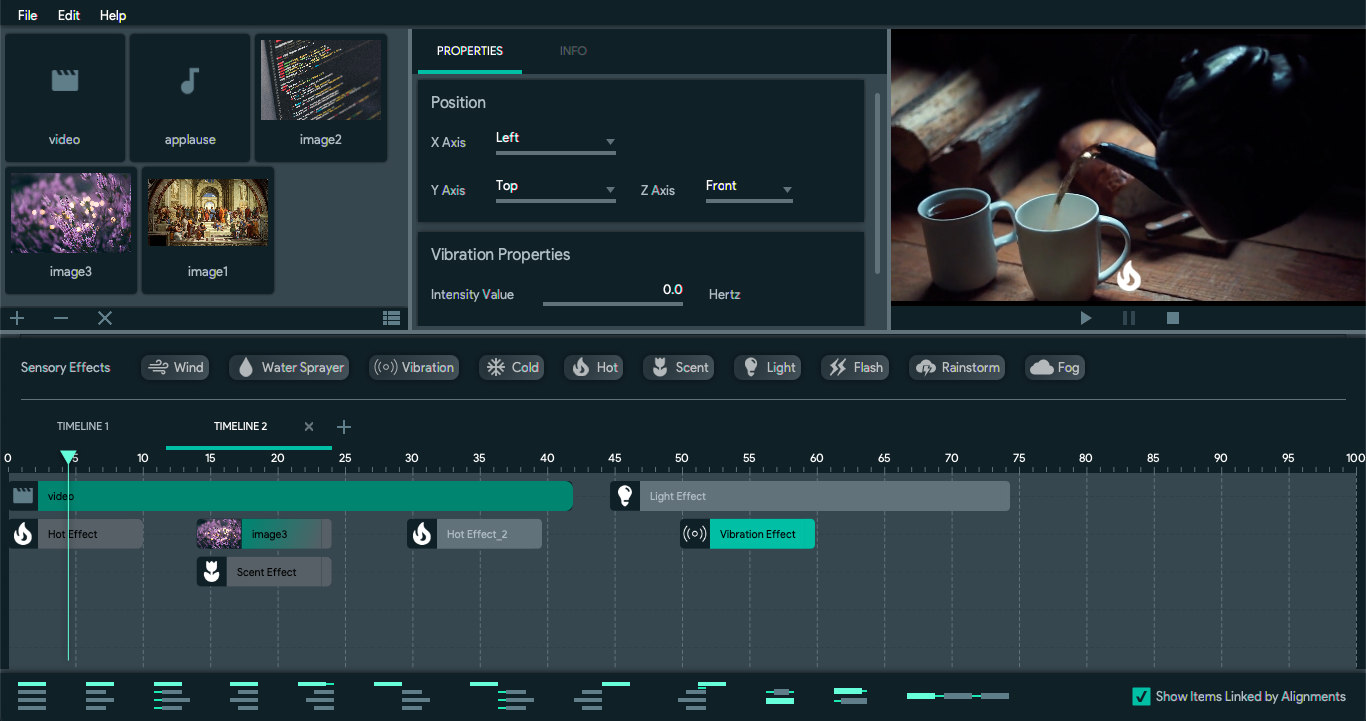 File Edit Help
video
applause
image2
image3
image1
PROPERTIES INFO
Position
X Axis Left
Y Axis Top Z Axis Front
Vibration Properties
Intensity Value 0.0 Hertz
Sensory Effects Wind Water Sprayer Vibration Cold Hot Scent Light Flash Rainstorm Fog
TIMELINE 1 TIMELINE 2
0 5 10 15 20 25 30 35 40 45 50 55 60 65 70 75 80 85 90 95 100
video Light Effect
Hot Effect image3 Hot Effect_2 Vibration Effect
Scent Effect
Show Items Linked by Alignments